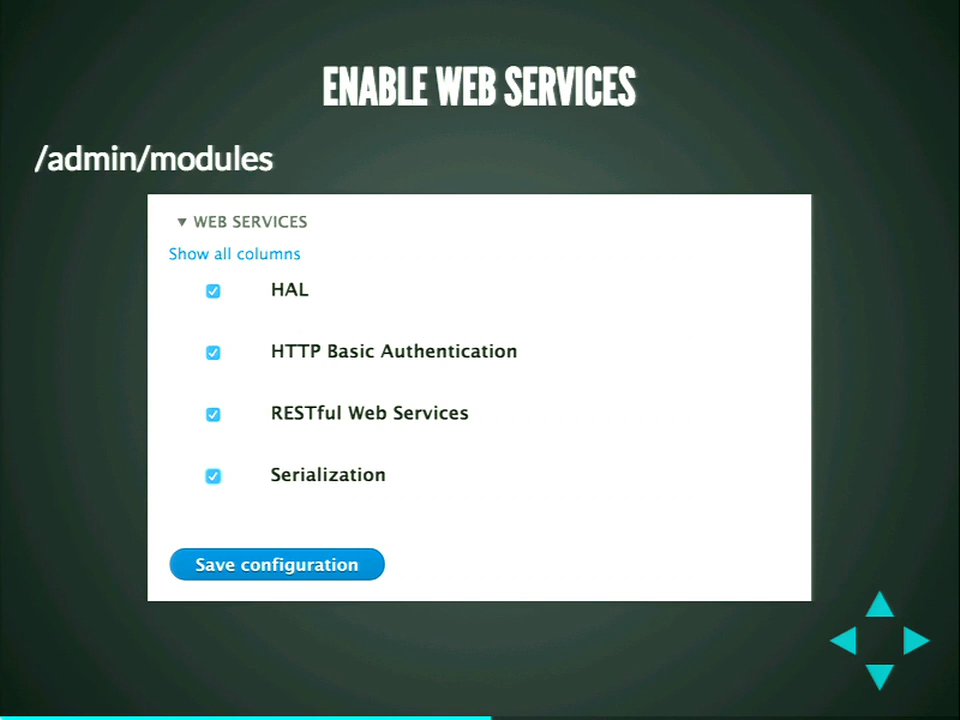 ENABLE WEB SERVICES
/admin/modules
▼ WEB SERVICES
Show all columns
HAL
HTTP Basic Authentication
RESTful Web Services
Serialization
Save configuration